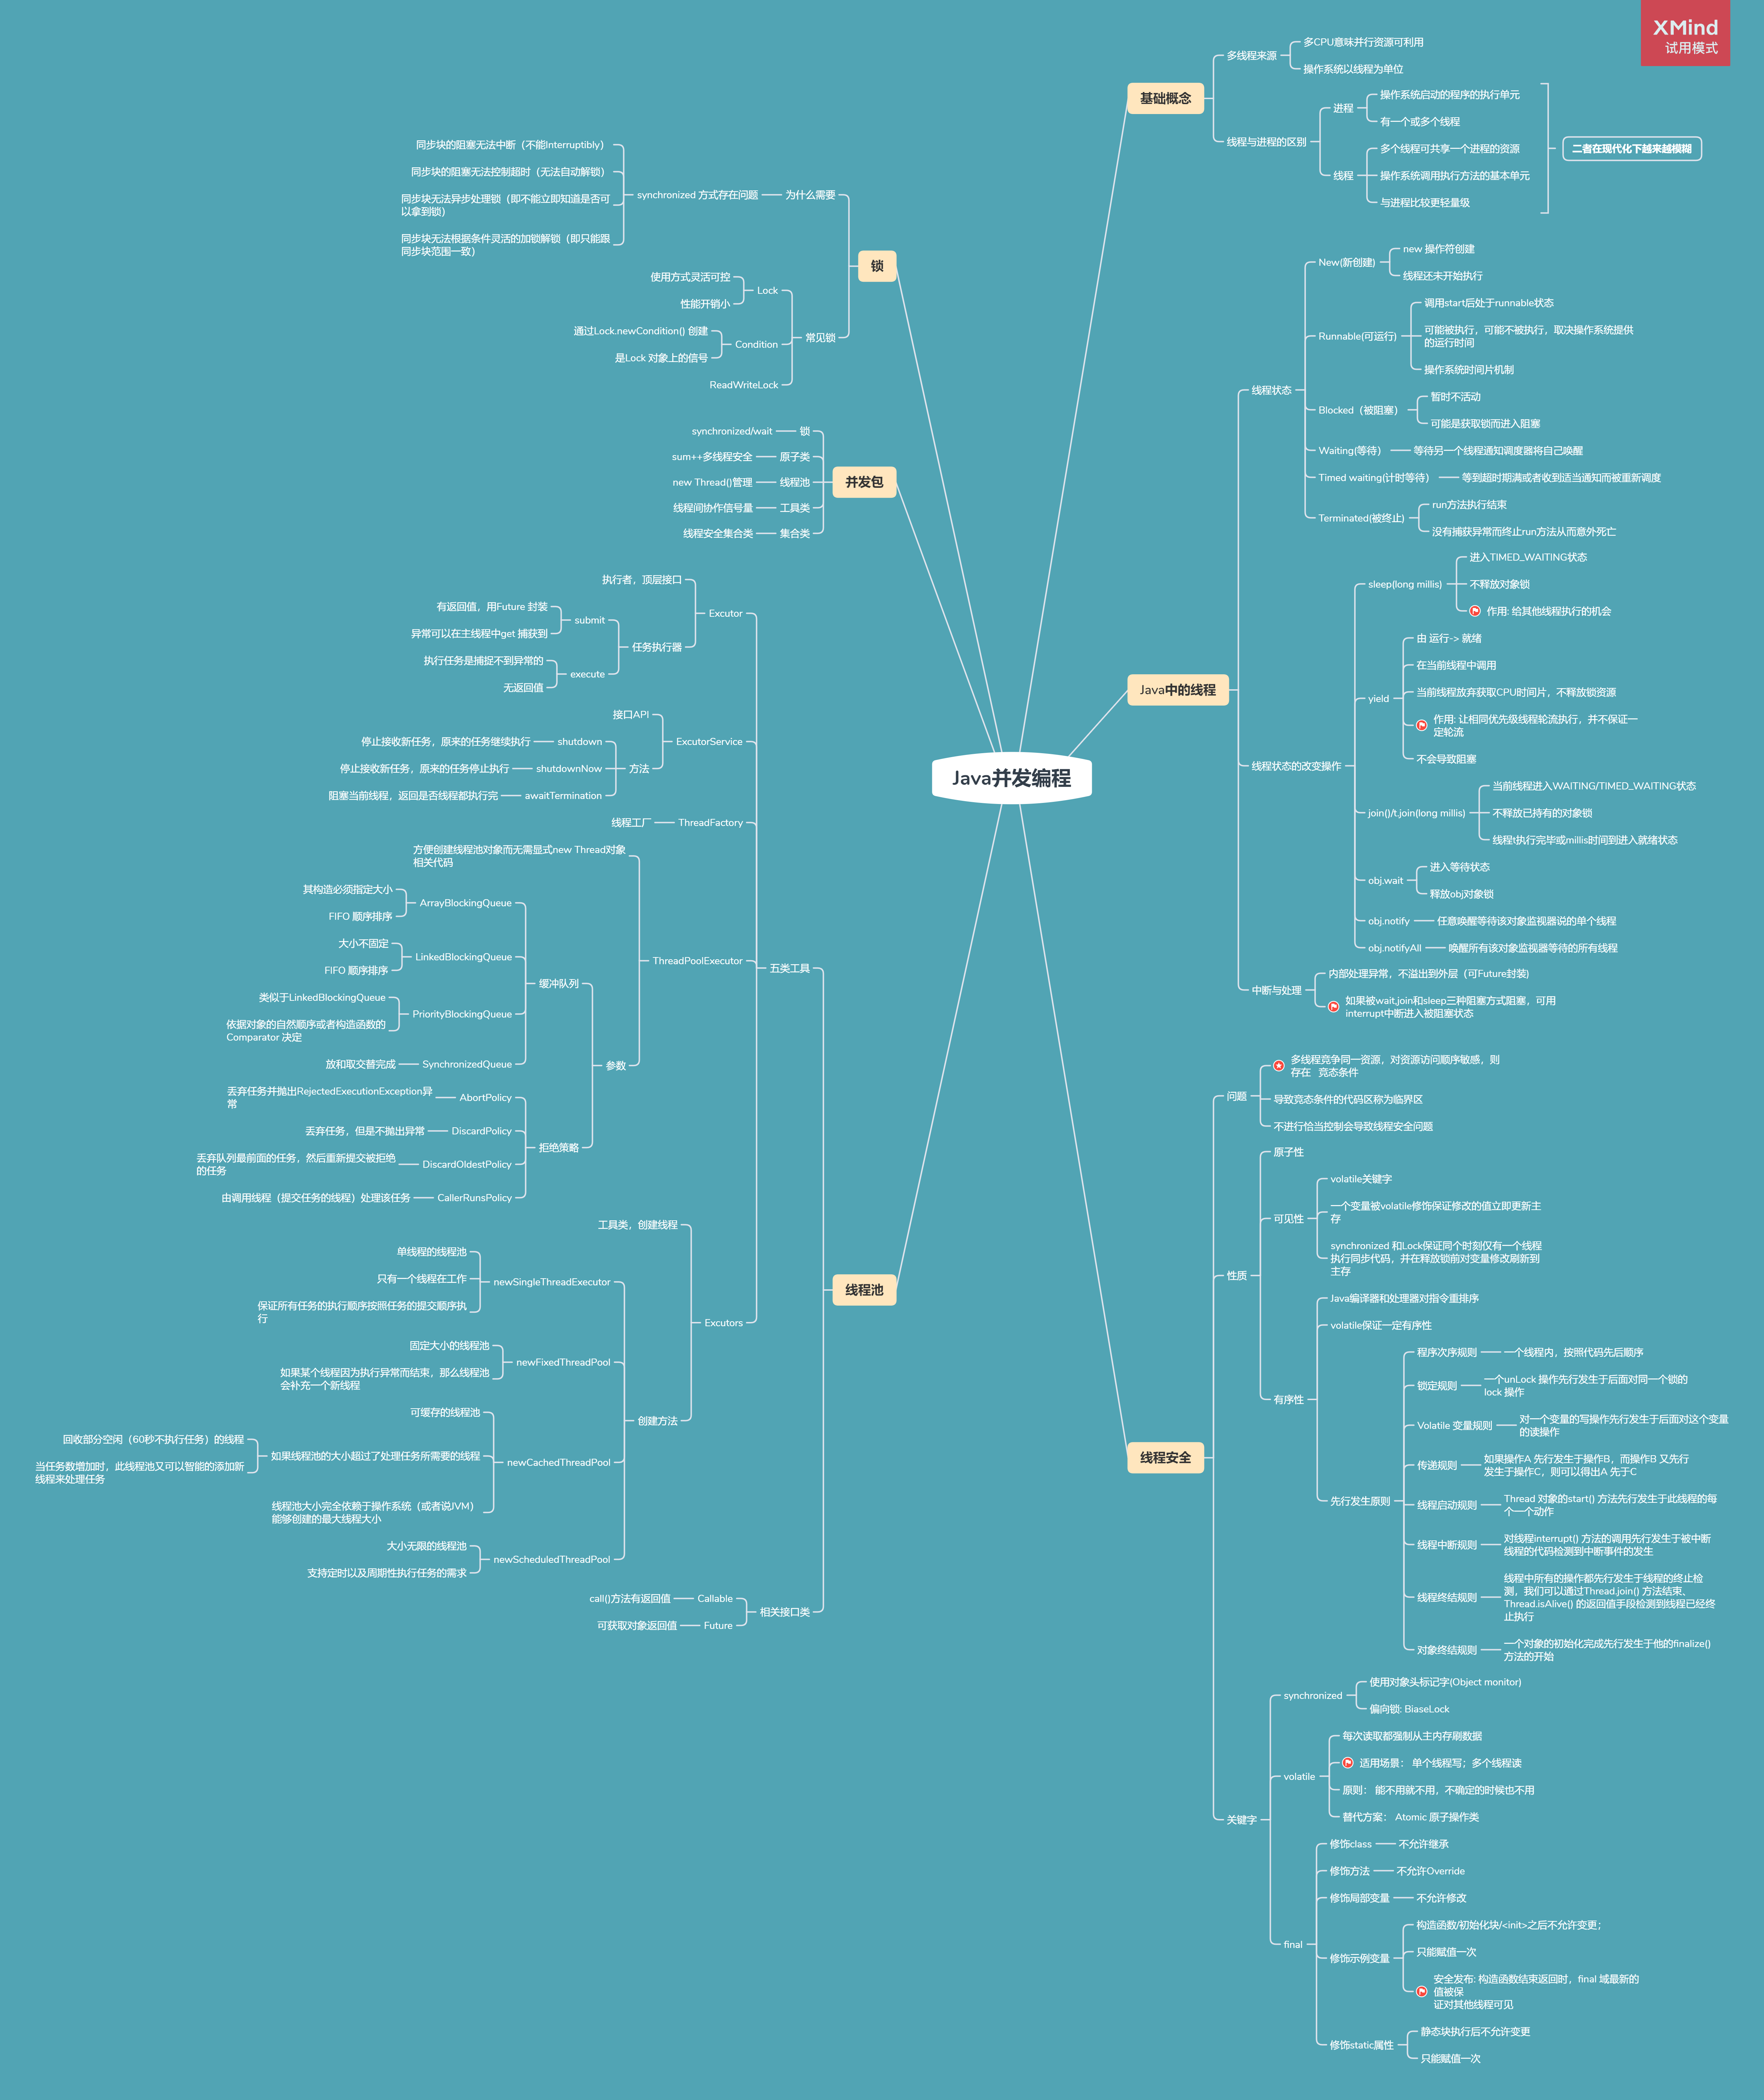 XMind
试用模式
Java并发编程
基础概念
多线程来源
多CPU意味并行资源可利用
操作系统以线程为单位
线程与进程的区别
进程
操作系统启动的程序的执行单元
有一个或多个线程
线程
多个线程可共享一个进程的资源
操作系统调用执行方法的基本单元
与进程比较更轻量级
二者在现代化下越来越模糊
Java中的线程
线程状态
New(新创建)
new 操作符创建
线程还未开始执行
Runnable(可运行)
调用start后处于runnable状态
可能被执行，可能不被执行，取决操作系统提供
的运行时间
操作系统时间片机制
Blocked（被阻塞）
暂时不活动
可能是获取锁而进入阻塞
Waiting(等待）
等待另一个线程通知调度器将自己唤醒
Timed waiting(计时等待）
等到超时期满或者收到适当通知而被重新调度
Terminated(被终止)
run方法执行结束
没有捕获异常而终止run方法从而意外死亡
线程状态的改变操作
sleep(long millis)
进入TIMED_WAITING状态
不释放对象锁
作用: 给其他线程执行的机会
yield
由 运行-> 就绪
在当前线程中调用
当前线程放弃获取CPU时间片，不释放锁资源
作用: 让相同优先级线程轮流执行，并不保证一
定轮流
不会导致阻塞
join()/t.join(long millis)
当前线程进入WAITING/TIMED_WAITING状态
不释放已持有的对象锁
线程t执行完毕或millis时间到进入就绪状态
obj.wait
进入等待状态
释放obj对象锁
obj.notify
任意唤醒等待该对象监视器说的单个线程
obj.notifyAll
唤醒所有该对象监视器等待的所有线程
中断与处理
内部处理异常，不溢出到外层（可Future封装)
如果被wait,join和sleep三种阻塞方式阻塞，可用
interrupt中断进入被阻塞状态
线程安全
问题
多线程竞争同一资源，对资源访问顺序敏感，则
存在 竞态条件
导致竞态条件的代码区称为临界区
不进行恰当控制会导致线程安全问题
性质
原子性
可见性
volatile关键字
一个变量被volatile修饰保证修改的值立即更新主
存
synchronized 和Lock保证同个时刻仅有一个线程
执行同步代码，并在释放锁前对变量修改刷新到
主存
有序性
Java编译器和处理器对指令重排序
volatile保证一定有序性
先行发生原则
程序次序规则
一个线程内，按照代码先后顺序
锁定规则
一个unLock 操作先行发生于后面对同一个锁的
lock 操作
Volatile 变量规则
对一个变量的写操作先行发生于后面对这个变量
的读操作
传递规则
如果操作A 先行发生于操作B，而操作B 又先行
发生于操作C，则可以得出A 先于C
线程启动规则
Thread 对象的start() 方法先行发生于此线程的每
个一个动作
线程中断规则
对线程interrupt() 方法的调用先行发生于被中断
线程的代码检测到中断事件的发生
线程终结规则
线程中所有的操作都先行发生于线程的终止检
测，我们可以通过Thread.join() 方法结束、
Thread.isAlive() 的返回值手段检测到线程已经终
止执行
对象终结规则
一个对象的初始化完成先行发生于他的finalize()
方法的开始
关键字
synchronized
使用对象头标记字(Object monitor)
偏向锁: BiaseLock
volatile
每次读取都强制从主内存刷数据
适用场景： 单个线程写；多个线程读
原则： 能不用就不用，不确定的时候也不用
替代方案： Atomic 原子操作类
final
修饰class
不允许继承
修饰方法
不允许Override
修饰局部变量
不允许修改
修饰示例变量
构造函数/初始化块/<init>之后不允许变更；
只能赋值一次
安全发布: 构造函数结束返回时，final 域最新的
值被保
证对其他线程可见
修饰static属性
静态块执行后不允许变更
只能赋值一次
锁
为什么需要
synchronized 方式存在问题
同步块的阻塞无法中断（不能Interruptibly）
同步块的阻塞无法控制超时（无法自动解锁）
同步块无法异步处理锁（即不能立即知道是否可
以拿到锁）
同步块无法根据条件灵活的加锁解锁（即只能跟
同步块范围一致）
常见锁
Lock
使用方式灵活可控
性能开销小
Condition
通过Lock.newCondition() 创建
是Lock 对象上的信号
ReadWriteLock
并发包
锁
synchronized/wait
原子类
sum++多线程安全
线程池
new Thread()管理
工具类
线程间协作信号量
集合类
线程安全集合类
线程池
五类工具
Excutor
执行者，顶层接口
任务执行器
submit
有返回值，用Future 封装
异常可以在主线程中get 捕获到
execute
执行任务是捕捉不到异常的
无返回值
ExcutorService
接口API
方法
shutdown
停止接收新任务，原来的任务继续执行
shutdownNow
停止接收新任务，原来的任务停止执行
awaitTermination
阻塞当前线程，返回是否线程都执行完
ThreadFactory
线程工厂
ThreadPoolExecutor
方便创建线程池对象而无需显式new Thread对象
相关代码
参数
缓冲队列
ArrayBlockingQueue
其构造必须指定大小
FIFO 顺序排序
LinkedBlockingQueue
大小不固定
FIFO 顺序排序
PriorityBlockingQueue
类似于LinkedBlockingQueue
依据对象的自然顺序或者构造函数的
Comparator 决定
SynchronizedQueue
放和取交替完成
拒绝策略
AbortPolicy
丢弃任务并抛出RejectedExecutionException异
常
DiscardPolicy
丢弃任务，但是不抛出异常
DiscardOldestPolicy
丢弃队列最前面的任务，然后重新提交被拒绝
的任务
CallerRunsPolicy
由调用线程（提交任务的线程）处理该任务
Excutors
工具类，创建线程
创建方法
newSingleThreadExecutor
单线程的线程池
只有一个线程在工作
保证所有任务的执行顺序按照任务的提交顺序执
行
newFixedThreadPool
固定大小的线程池
如果某个线程因为执行异常而结束，那么线程池
会补充一个新线程
newCachedThreadPool
可缓存的线程池
如果线程池的大小超过了处理任务所需要的线程
回收部分空闲（60秒不执行任务）的线程
当任务数增加时，此线程池又可以智能的添加新
线程来处理任务
线程池大小完全依赖于操作系统（或者说JVM）
能够创建的最大线程大小
newScheduledThreadPool
大小无限的线程池
支持定时以及周期性执行任务的需求
相关接口类
Callable
call()方法有返回值
Future
可获取对象返回值